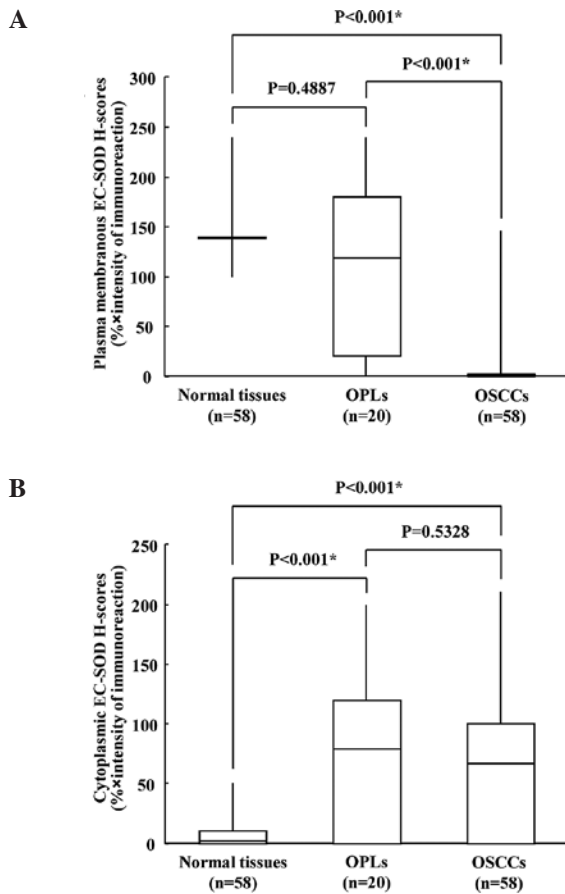 A
P<0.001*
P<0.001*
P=0.4887
Plasma membranous EC-SOD H-scores
(%×intensity of immunoreaction)
300
250
200
150
100
50
0
Normal tissues
(n=58)
OPLs
(n=20)
OSCCs
(n=58)
B
P<0.001*
P=0.5328
P<0.001*
Cytoplasmic EC-SOD H-scores
(%×intensity of immunoreaction)
250
200
150
100
50
0
Normal tissues
(n=58)
OPLs
(n=20)
OSCCs
(n=58)